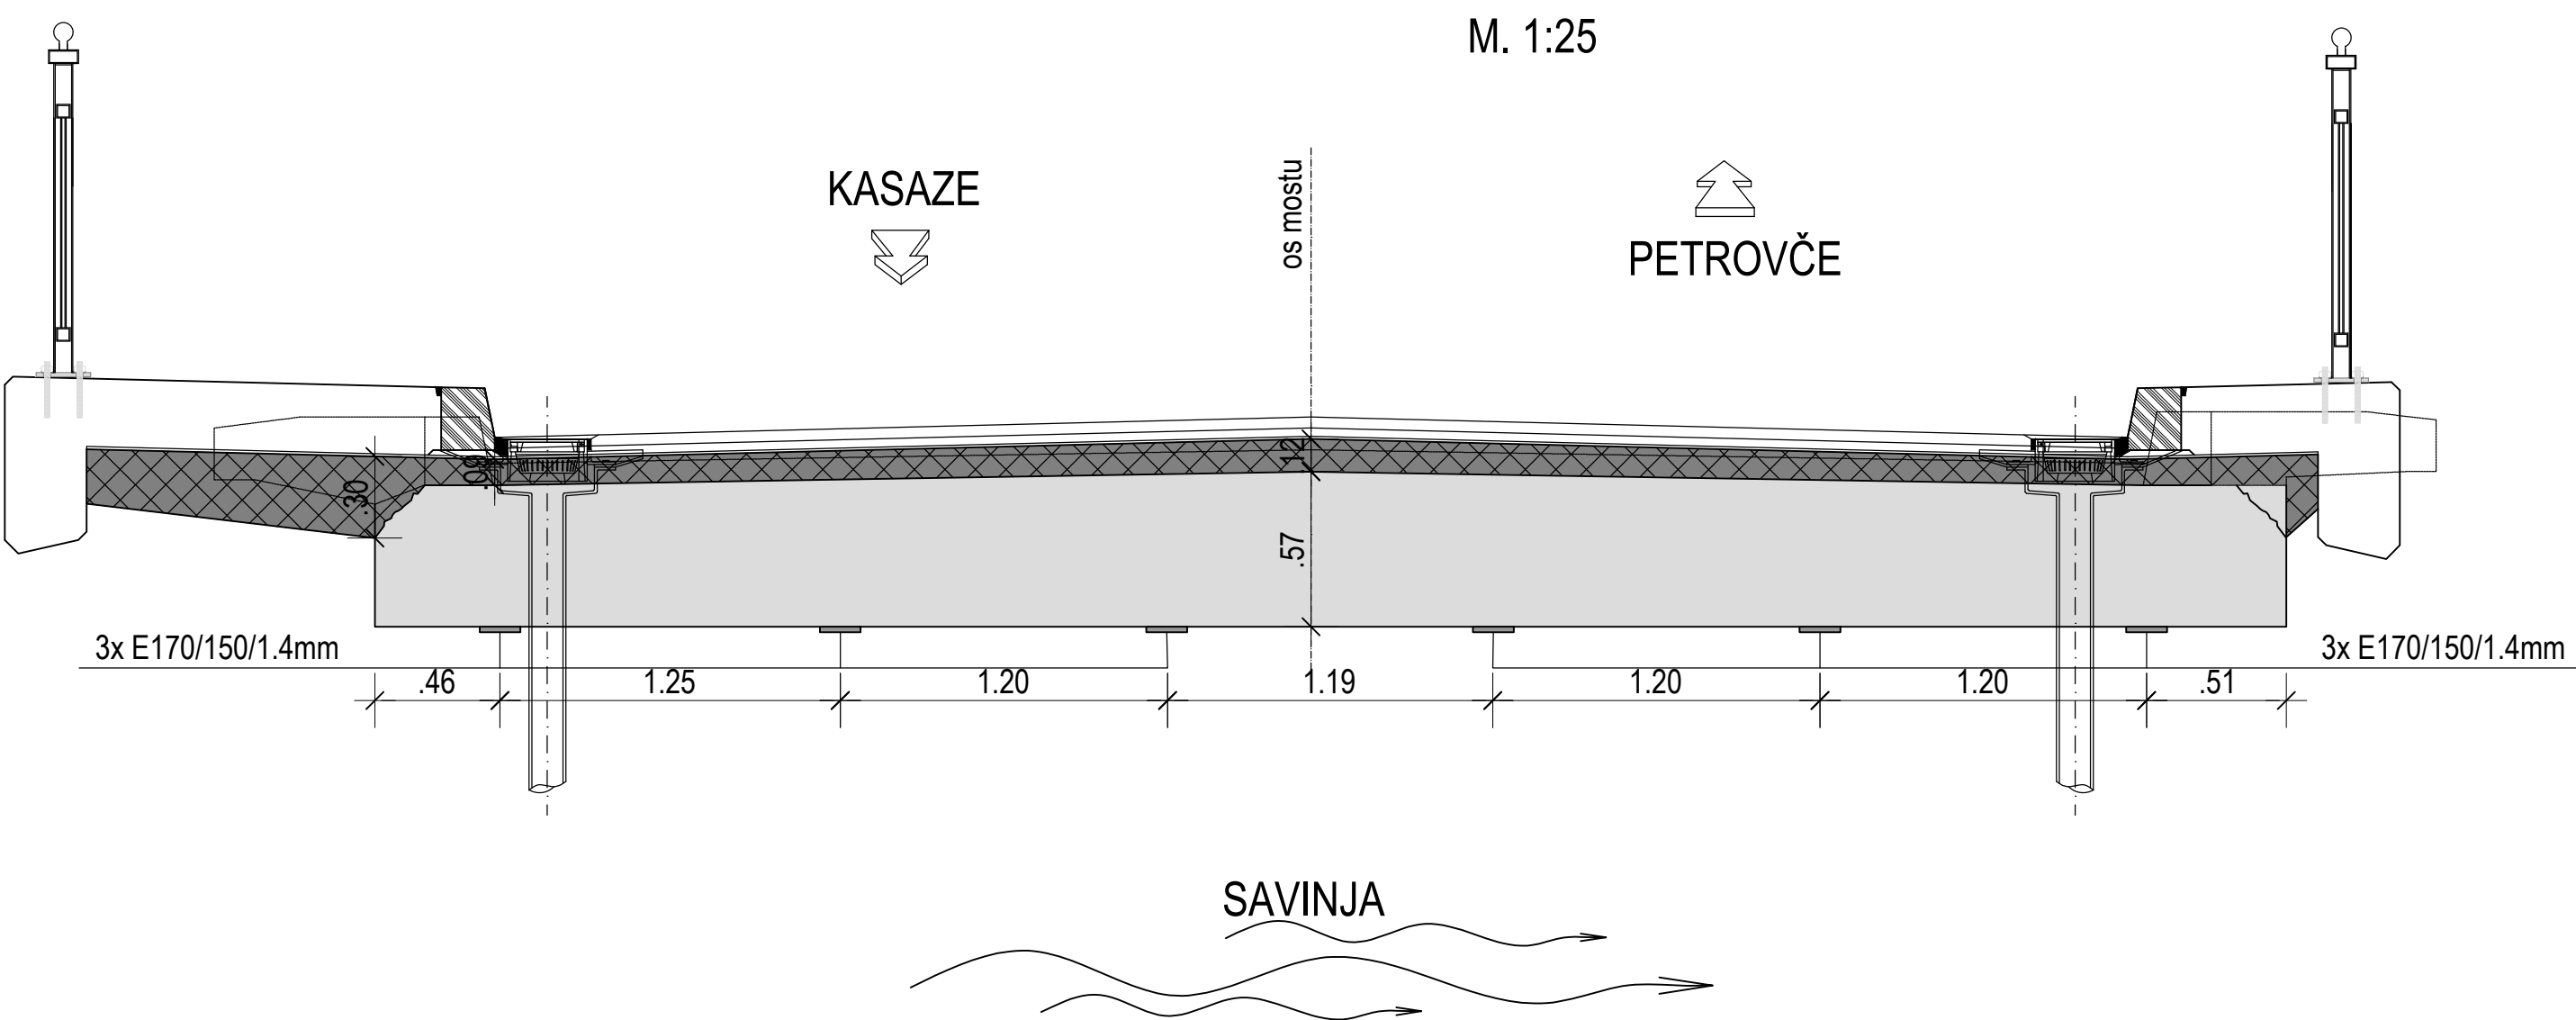 M. 1:25
KASAZE
os mostu
PETROVČE
.30
.09
.12
.57
3x E170/150/1.4mm
3x E170/150/1.4mm
.46
1.25
1.20
1.19
1.20
1.20
.51
SAVINJA